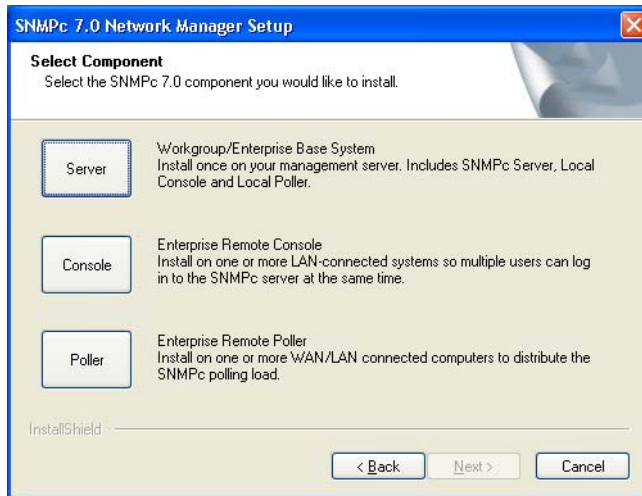 SNMPc 7.0 Network Manager Setup
Select Component
Select the SNMPc 7.0 component you would like to install.
Server
Workgroup/Enterprise Base System
Install once on your management server. Includes SNMPc Server, Local
Console and Local Poller.
Console
Enterprise Remote Console
Install on one or more LAN-connected systems so multiple users can log
in to the SNMPc server at the same time.
Poller
Enterprise Remote Poller
Install on one or more WAN/LAN connected computers to distribute the
SNMPc polling load.
InstallShield
< Back
Next >
Cancel